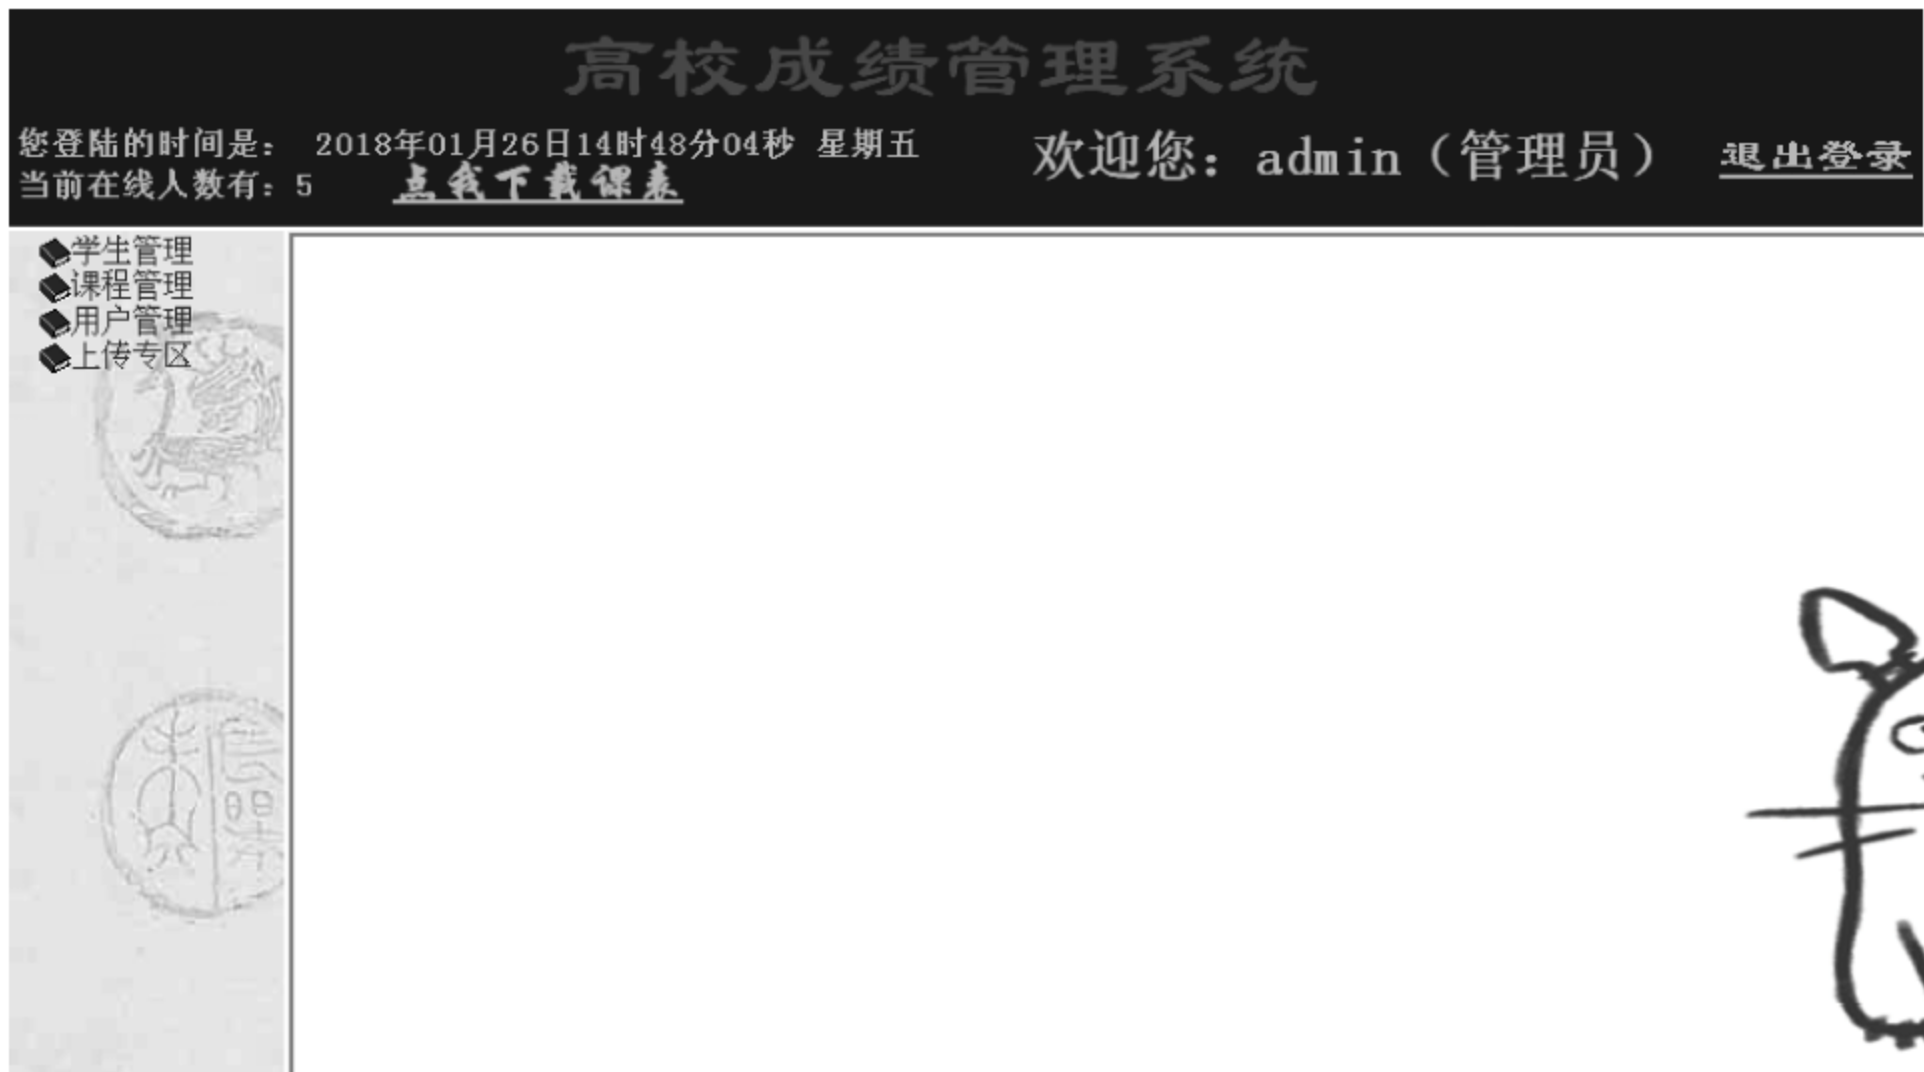 高校成绩管理系统
您登陆的时间是： 2018年01月26日14时48分04秒 星期五
欢迎您：admin（管理员） 退出登录
当前在线人数有：5 点我下载课表
学生管理
课程管理
用户管理
上传专区